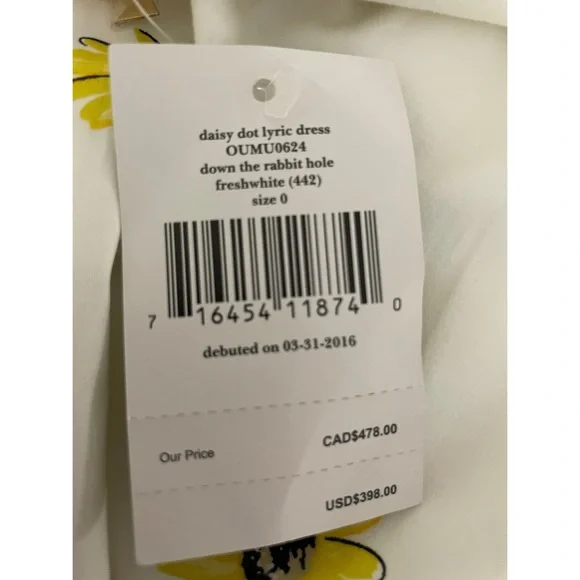 daisy dot lyric dress
OUMU0624
down the rabbit hole
freshwhite (442)
size 0
7 16454 11874 0
debuted on 03-31-2016
Our Price CAD$478.00
USD$398.00